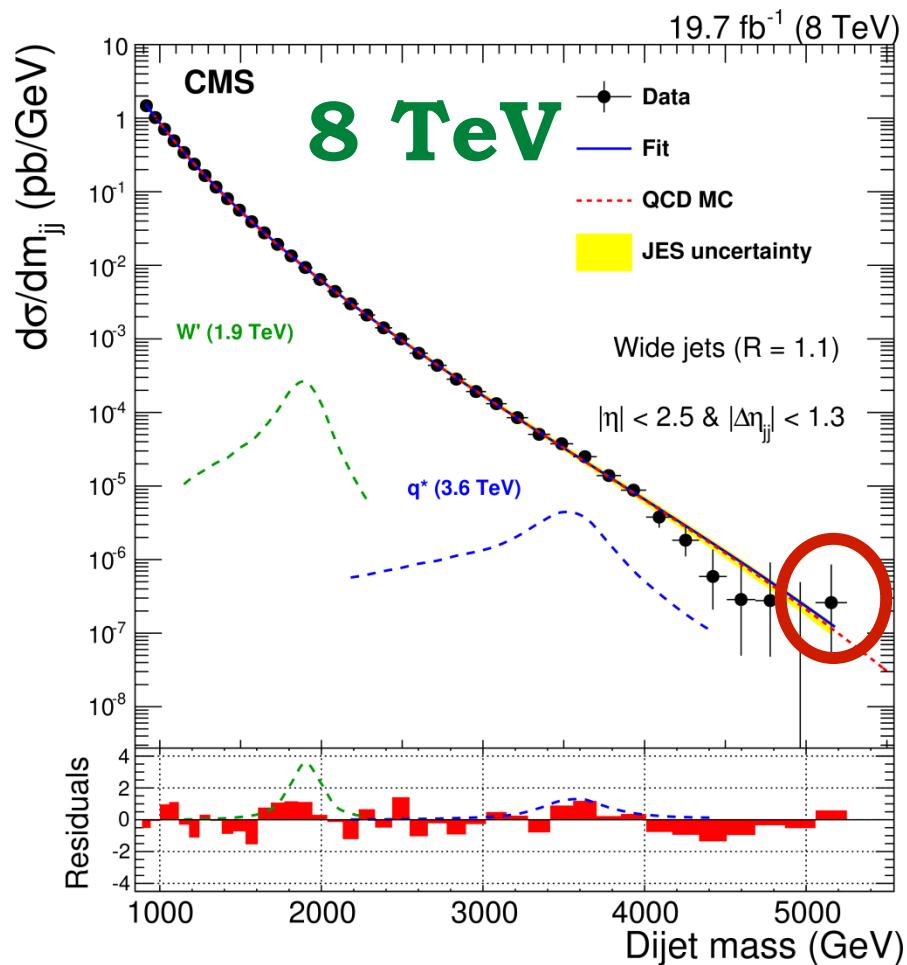 19.7 fb⁻¹ (8 TeV)
CMS
8 TeV
Data
Fit
QCD MC
JES uncertainty
W' (1.9 TeV)
Wide jets (R = 1.1)
|η| < 2.5 & |Δη_jj| < 1.3
q* (3.6 TeV)
dσ/dm_jj (pb/GeV)
10
1
10⁻¹
10⁻²
10⁻³
10⁻⁴
10⁻⁵
10⁻⁶
10⁻⁷
10⁻⁸
Residuals
4
2
0
-2
-4
1000 2000 3000 4000 5000
Dijet mass (GeV)